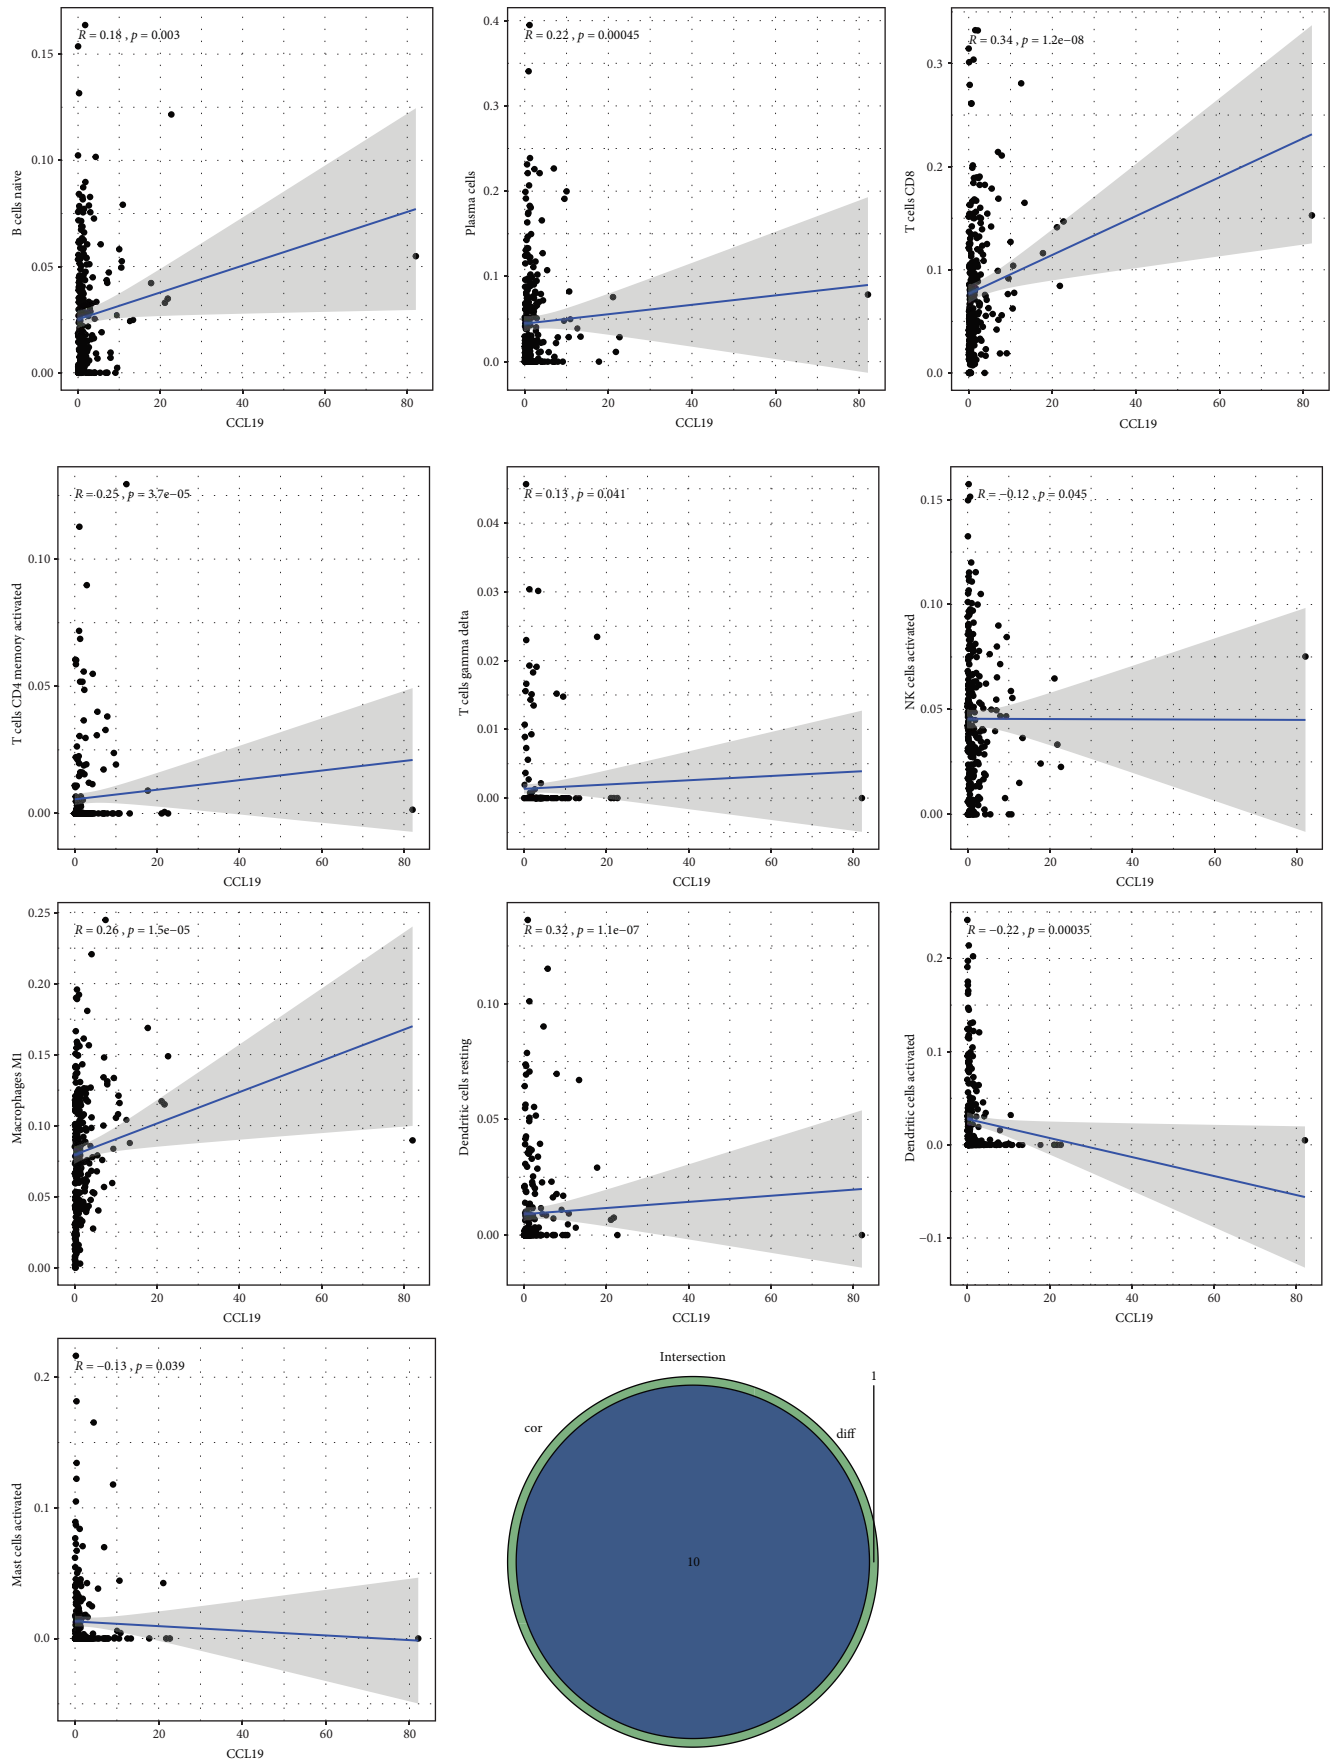 R = 0.18 , p = 0.003
B cells naive
0.15
0.10
0.05
0.00
0 20 40 60 80
CCL19
R = 0.22 , p = 0.00045
Plasma cells
0.4
0.3
0.2
0.1
0.0
0 20 40 60 80
CCL19
R = 0.34 , p = 1.2e−08
T cells CD8
0.3
0.2
0.1
0.0
0 20 40 60 80
CCL19
R = 0.25 , p = 3.7e−05
T cells CD4 memory activated
0.10
0.05
0.00
0 20 40 60 80
CCL19
R = 0.13 , p = 0.041
T cells gamma delta
0.04
0.03
0.02
0.01
0.00
0 20 40 60 80
CCL19
R = −0.12 , p = 0.045
NK cells activated
0.15
0.10
0.05
0.00
0 20 40 60 80
CCL19
R = 0.26 , p = 1.5e−05
Macrophages M1
0.25
0.20
0.15
0.10
0.05
0.00
0 20 40 60 80
CCL19
R = 0.32 , p = 1.1e−07
Dendritic cells resting
0.10
0.05
0.00
0 20 40 60 80
CCL19
R = −0.22 , p = 0.00035
Dendritic cells activated
0.2
0.1
0.0
−0.1
0 20 40 60 80
CCL19
R = −0.13 , p = 0.039
Mast cells activated
0.2
0.1
0.0
0 20 40 60 80
CCL19
Intersection
1
cor
diff
10